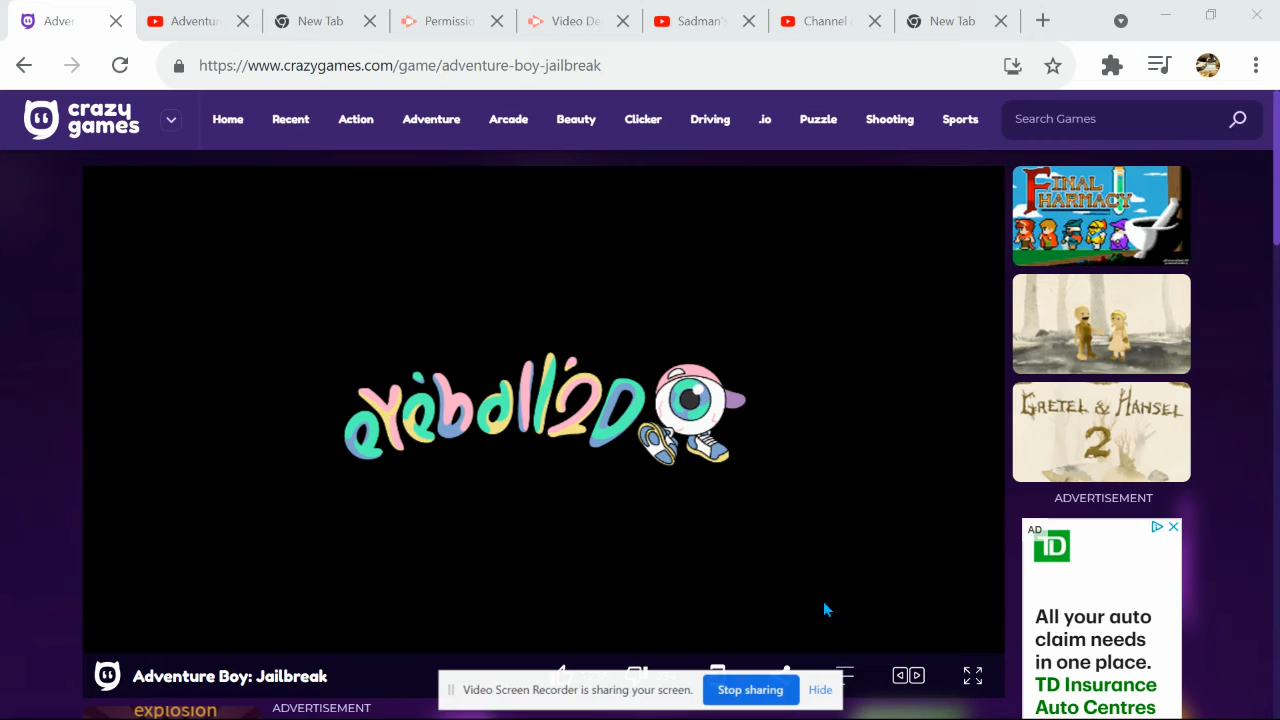 Adver
Adventur
New Tab
Permissio
Video De
Sadman's
Channel
New Tab
https://www.crazygames.com/game/adventure-boy-jailbreak
crazy
games
Home
Recent
Action
Adventure
Arcade
Beauty
Clicker
Driving
.io
Puzzle
Shooting
Sports
Search Games
eyeball2D
FINAL
PHARMACY
GRETEL & HANSEL
2
ADVERTISEMENT
AD
TD
All your auto
claim needs
in one place.
TD Insurance
Auto Centres
Adventure Boy: Jailbreak
Video Screen Recorder is sharing your screen.
Stop sharing
Hide
explosion
ADVERTISEMENT